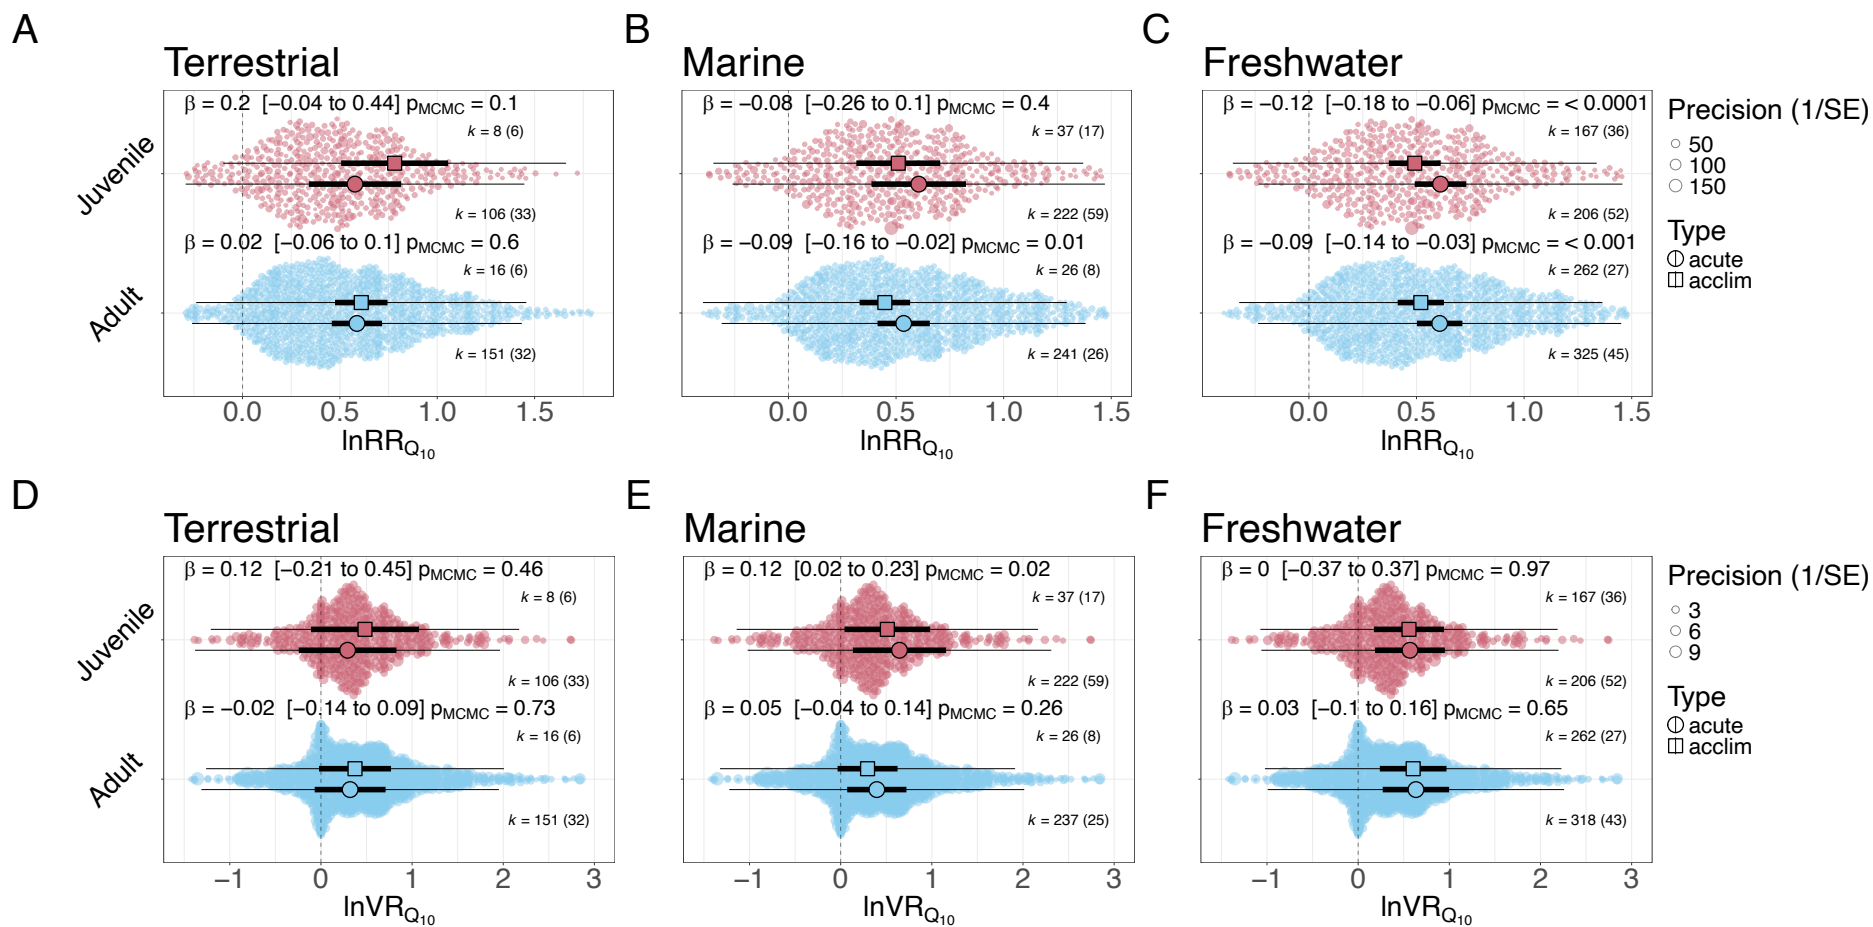 A
Terrestrial
β = 0.2 [−0.04 to 0.44] pMCMC = 0.1
k = 8 (6)
Juvenile
k = 106 (33)
β = 0.02 [−0.06 to 0.1] pMCMC = 0.6
k = 16 (6)
Adult
k = 151 (32)
0.0 0.5 1.0 1.5
lnRRQ10
B
Marine
β = −0.08 [−0.26 to 0.1] pMCMC = 0.4
k = 37 (17)
k = 222 (59)
β = −0.09 [−0.16 to −0.02] pMCMC = 0.01
k = 26 (8)
k = 241 (26)
0.0 0.5 1.0 1.5
lnRRQ10
C
Freshwater
β = −0.12 [−0.18 to −0.06] pMCMC = < 0.0001
k = 167 (36)
k = 206 (52)
β = −0.09 [−0.14 to −0.03] pMCMC = < 0.001
k = 262 (27)
k = 325 (45)
0.0 0.5 1.0 1.5
lnRRQ10
Precision (1/SE)
50
100
150
Type
acute
acclim
D
Terrestrial
β = 0.12 [−0.21 to 0.45] pMCMC = 0.46
k = 8 (6)
Juvenile
k = 106 (33)
β = −0.02 [−0.14 to 0.09] pMCMC = 0.73
k = 16 (6)
Adult
k = 151 (32)
−1 0 1 2 3
lnVRQ10
E
Marine
β = 0.12 [0.02 to 0.23] pMCMC = 0.02
k = 37 (17)
k = 222 (59)
β = 0.05 [−0.04 to 0.14] pMCMC = 0.26
k = 26 (8)
k = 237 (25)
−1 0 1 2 3
lnVRQ10
F
Freshwater
β = 0 [−0.37 to 0.37] pMCMC = 0.97
k = 167 (36)
k = 206 (52)
β = 0.03 [−0.1 to 0.16] pMCMC = 0.65
k = 262 (27)
k = 318 (43)
−1 0 1 2 3
lnVRQ10
Precision (1/SE)
3
6
9
Type
acute
acclim